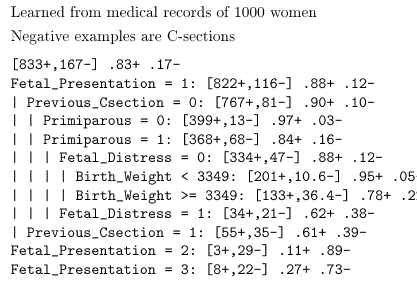 Learned from medical records of 1000 women
Negative examples are C-sections
[833+,167-] .83+ .17-
Fetal_Presentation = 1: [822+,116-] .88+ .12-
| Previous_Csection = 0: [767+,81-] .90+ .10-
| | Primiparous = 0: [399+,13-] .97+ .03-
| | Primiparous = 1: [368+,68-] .84+ .16-
| | | Fetal_Distress = 0: [334+,47-] .88+ .12-
| | | | Birth_Weight < 3349: [201+,10.6-] .95+ .05
| | | | Birth_Weight >= 3349: [133+,36.4-] .78+
| | | Fetal_Distress = 1: [34+,21-] .62+ .38-
| Previous_Csection = 1: [55+,35-] .61+ .39-
Fetal_Presentation = 2: [3+,29-] .11+ .89-
Fetal_Presentation = 3: [8+,22-] .27+ .73-